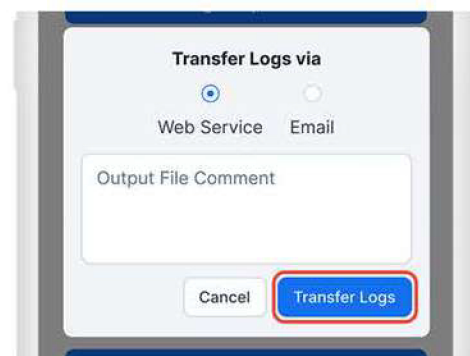 Transfer Logs via
Web Service Email
Output File Comment
Cancel Transfer Logs